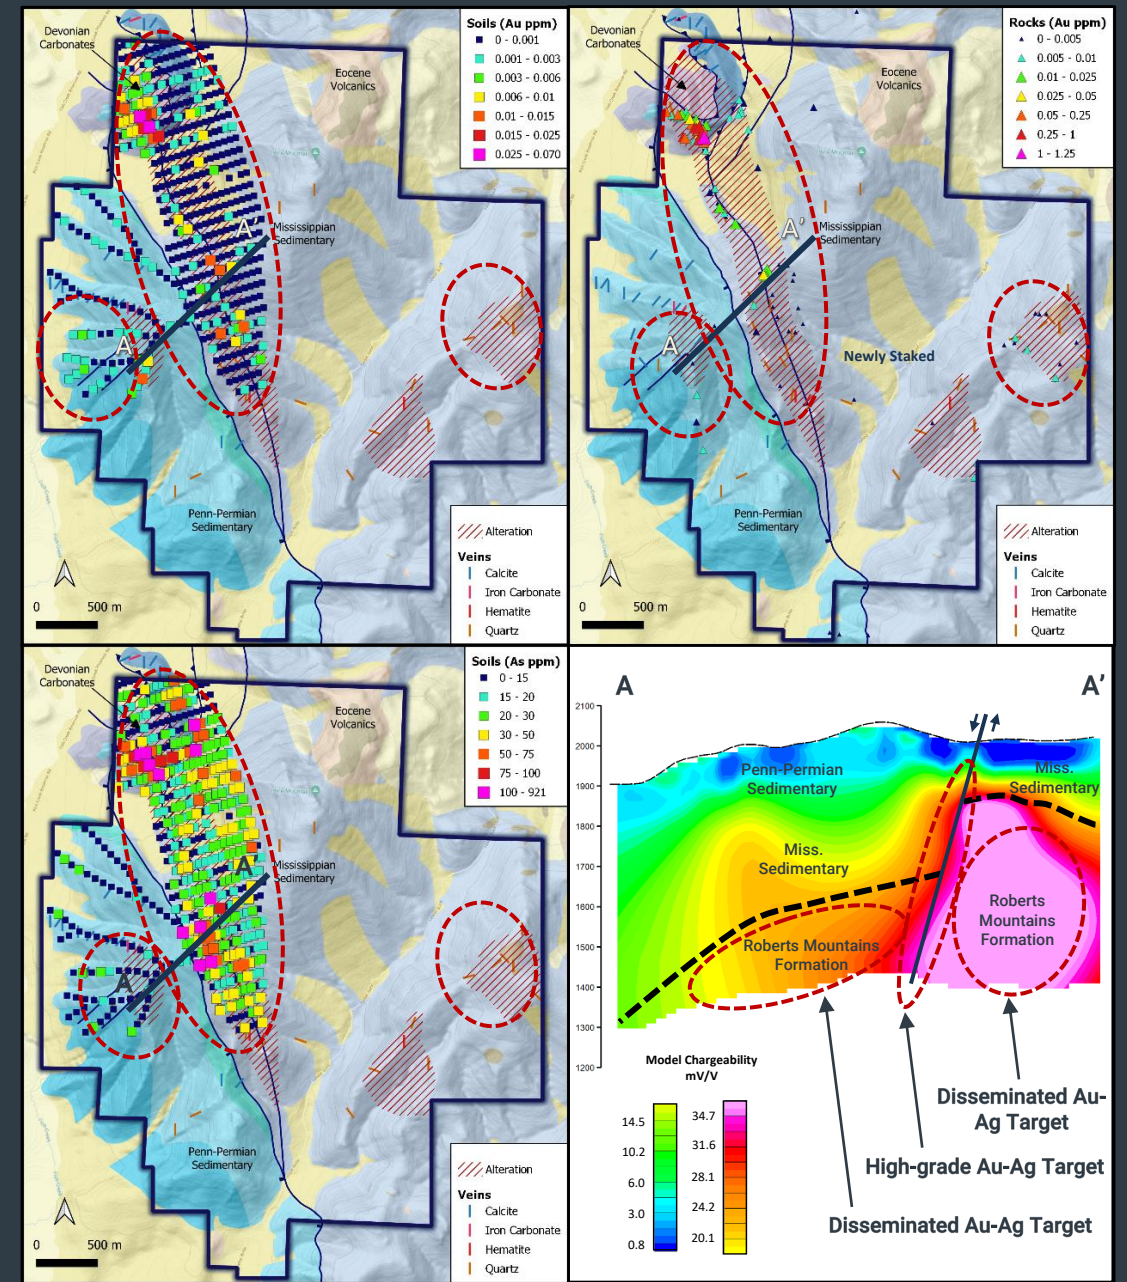 Soils (Au ppm)
0 - 0.001
0.001 - 0.003
0.003 - 0.006
0.006 - 0.01
0.01 - 0.015
0.015 - 0.025
0.025 - 0.070
Devonian
Carbonates
Eocene
Volcanics
A'
Mississippian
Sedimentary
A
Penn-Permian
Sedimentary
Alteration
Veins
Calcite
Iron Carbonate
Hematite
Quartz
0 500 m
Rocks (Au ppm)
0 - 0.005
0.005 - 0.01
0.01 - 0.025
0.025 - 0.05
0.05 - 0.25
0.25 - 1
1 - 1.25
Devonian
Carbonates
Eocene
Volcanics
A'
Mississippian
Sedimentary
A
Newly Staked
Penn-Permian
Sedimentary
Alteration
Veins
Calcite
Iron Carbonate
Hematite
Quartz
0 500 m
Soils (As ppm)
0 - 15
15 - 20
20 - 30
30 - 50
50 - 75
75 - 100
100 - 921
Devonian
Carbonates
Eocene
Volcanics
A'
Mississippian
Sedimentary
A
Penn-Permian
Sedimentary
Alteration
Veins
Calcite
Iron Carbonate
Hematite
Quartz
0 500 m
A A'
2100
2000
1900
1800
1700
1600
1500
1400
1300
1200
Penn-Permian
Sedimentary
Miss.
Sedimentary
Miss.
Sedimentary
Roberts
Mountains
Formation
Roberts Mountains
Formation
Model Chargeability
mV/V
14.5
10.2
6.0
3.0
0.8
34.7
31.6
28.1
24.2
20.1
Disseminated Au-
Ag Target
High-grade Au-Ag Target
Disseminated Au-Ag Target